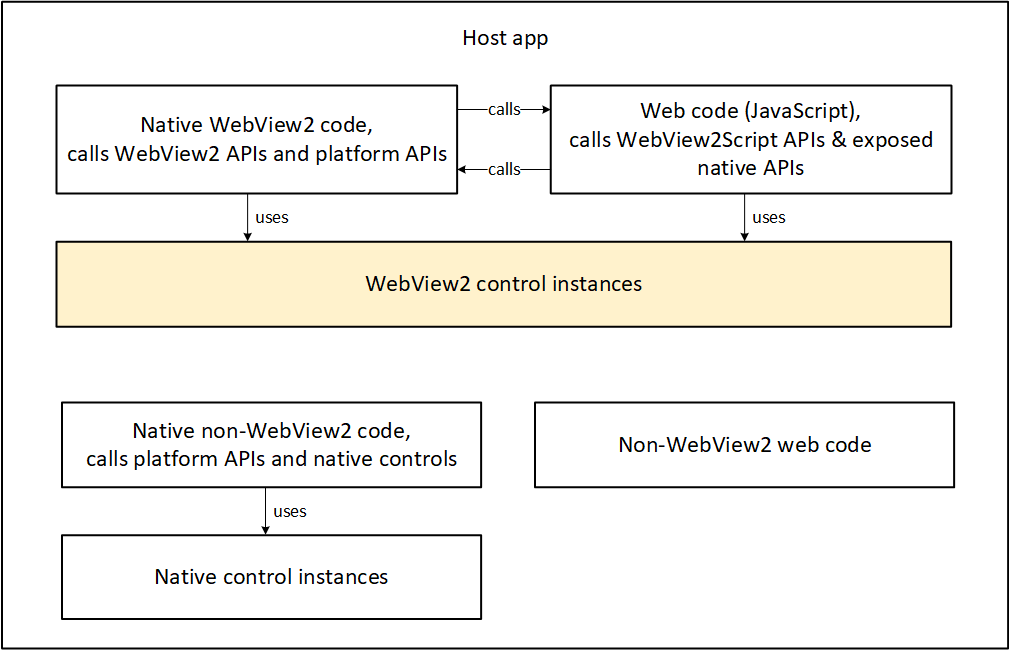 Host app
Native WebView2 code,
calls WebView2 APIs and platform APIs
calls
calls
Web code (JavaScript),
calls WebView2Script APIs & exposed
native APIs
uses
uses
WebView2 control instances
Native non-WebView2 code,
calls platform APIs and native controls
Non-WebView2 web code
uses
Native control instances